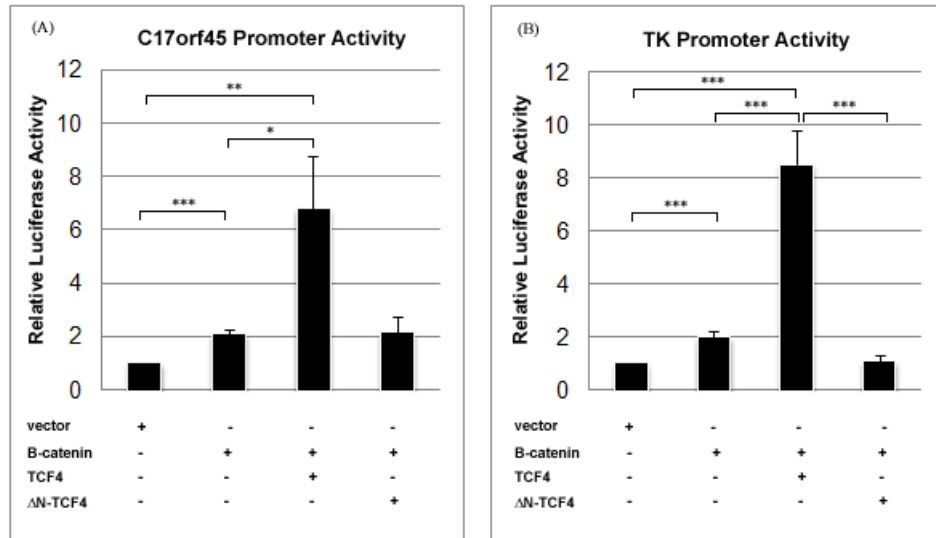 (A)
C17orf45 Promoter Activity
Relative Luciferase Activity
12
10
8
6
4
2
0
**
*
***
vector + - - -
B-catenin - + + +
TCF4 - - + -
ΔN-TCF4 - - - +
(B)
TK Promoter Activity
Relative Luciferase Activity
12
10
8
6
4
2
0
***
*** ***
***
vector + - - -
B-catenin - + + +
TCF4 - - + -
ΔN-TCF4 - - - +